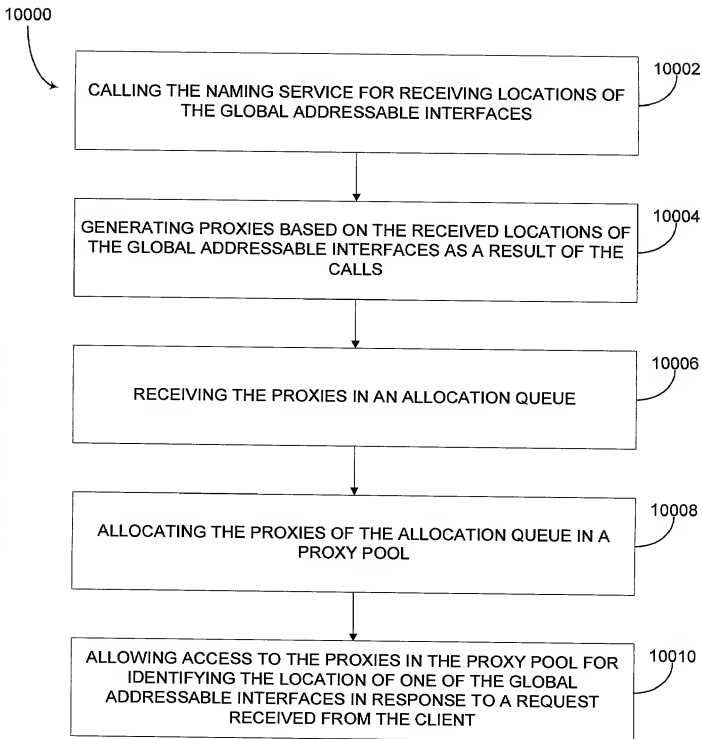 10000
10002
CALLING THE NAMING SERVICE FOR RECEIVING LOCATIONS OF
THE GLOBAL ADDRESSABLE INTERFACES
10004
GENERATING PROXIES BASED ON THE RECEIVED LOCATIONS OF
THE GLOBAL ADDRESSABLE INTERFACES AS A RESULT OF THE
CALLS
10006
RECEIVING THE PROXIES IN AN ALLOCATION QUEUE
10008
ALLOCATING THE PROXIES OF THE ALLOCATION QUEUE IN A
PROXY POOL
10010
ALLOWING ACCESS TO THE PROXIES IN THE PROXY POOL FOR
IDENTIFYING THE LOCATION OF ONE OF THE GLOBAL
ADDRESSABLE INTERFACES IN RESPONSE TO A REQUEST
RECEIVED FROM THE CLIENT